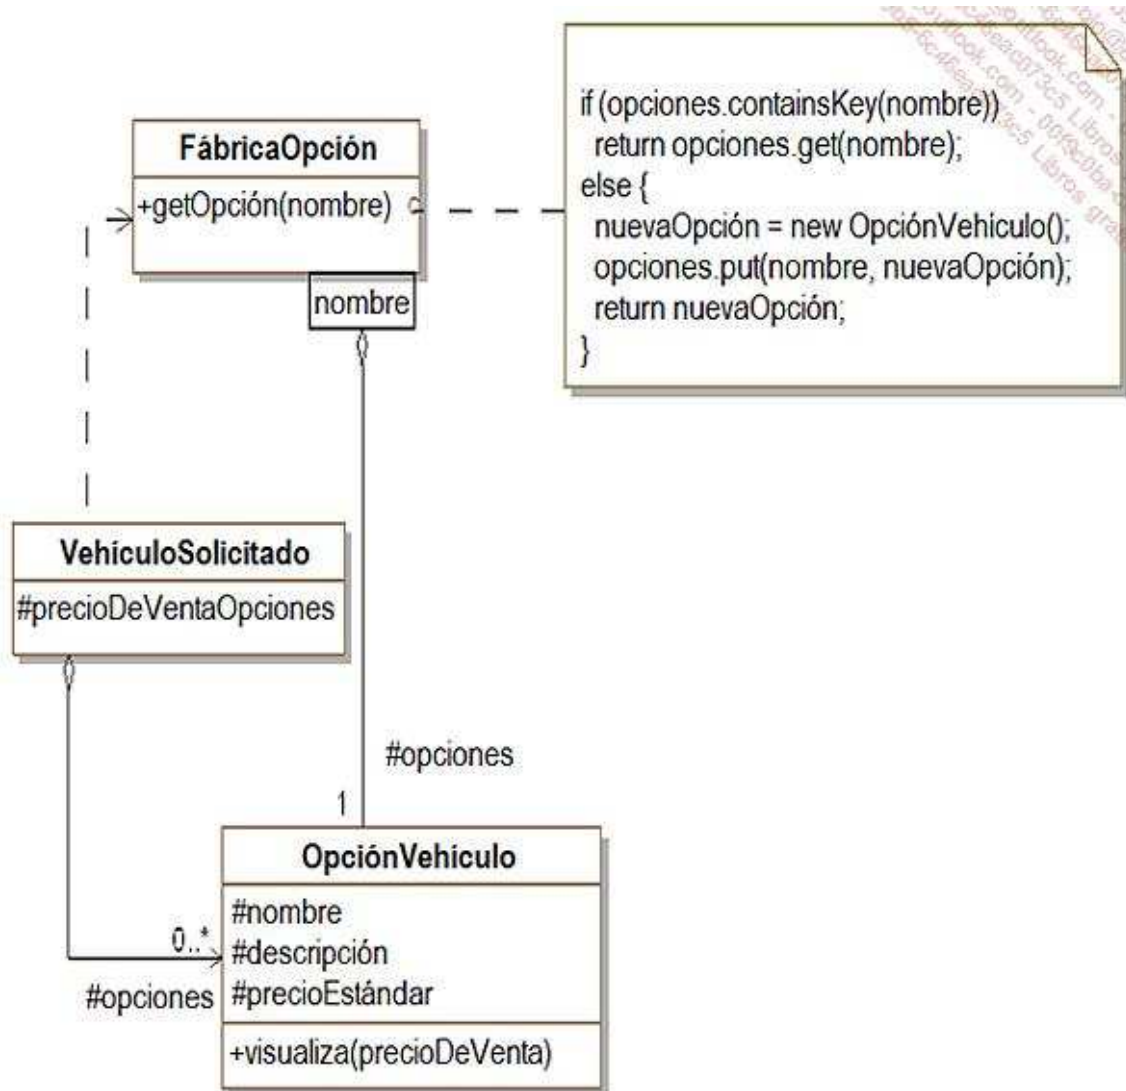 if (opciones.containsKey(nombre))
return opciones.get(nombre);
else {
nuevaOpción = new OpciónVehículo();
opciones.put(nombre, nuevaOpción);
return nuevaOpción;
}
FábricaOpción
+getOpción(nombre)
nombre
VehículoSolicitado
#precioDeVentaOpciones
#opciones
1
OpciónVehículo
#nombre
#descripción
#precioEstándar
+visualiza(precioDeVenta)
0..*
#opciones